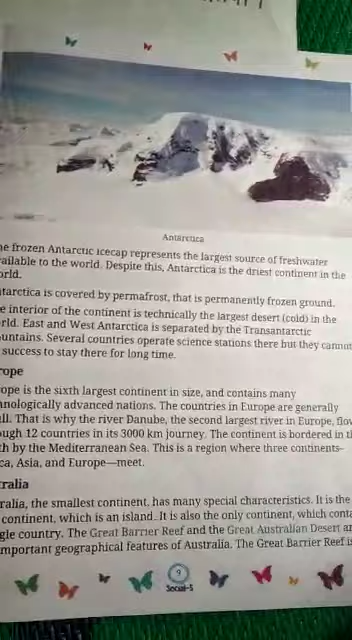 Antarctica
e frozen Antarctic icecap represents the largest source of freshwater
ailable to the world. Despite this, Antarctica is the driest continent in the
orld.
tarctica is covered by permafrost, that is permanently frozen ground.
e interior of the continent is technically the largest desert (cold) in the
rld. East and West Antarctica is separated by the Transantarctic
untains. Several countries operate science stations there but they cannot
success to stay there for long time.
rope
ope is the sixth largest continent in size, and contains many
hnologically advanced nations. The countries in Europe are generally
ll. That is why the river Danube, the second largest river in Europe, flow
ough 12 countries in its 3000 km journey. The continent is bordered in th
th by the Mediterranean Sea. This is a region where three continents–
ca, Asia, and Europe—meet.
tralia
ralia, the smallest continent, has many special characteristics. It is the
continent, which is an island. It is also the only continent, which conta
gle country. The Great Barrier Reef and the Great Australian Desert ar
mportant geographical features of Australia. The Great Barrier Reef is
9
Social-5